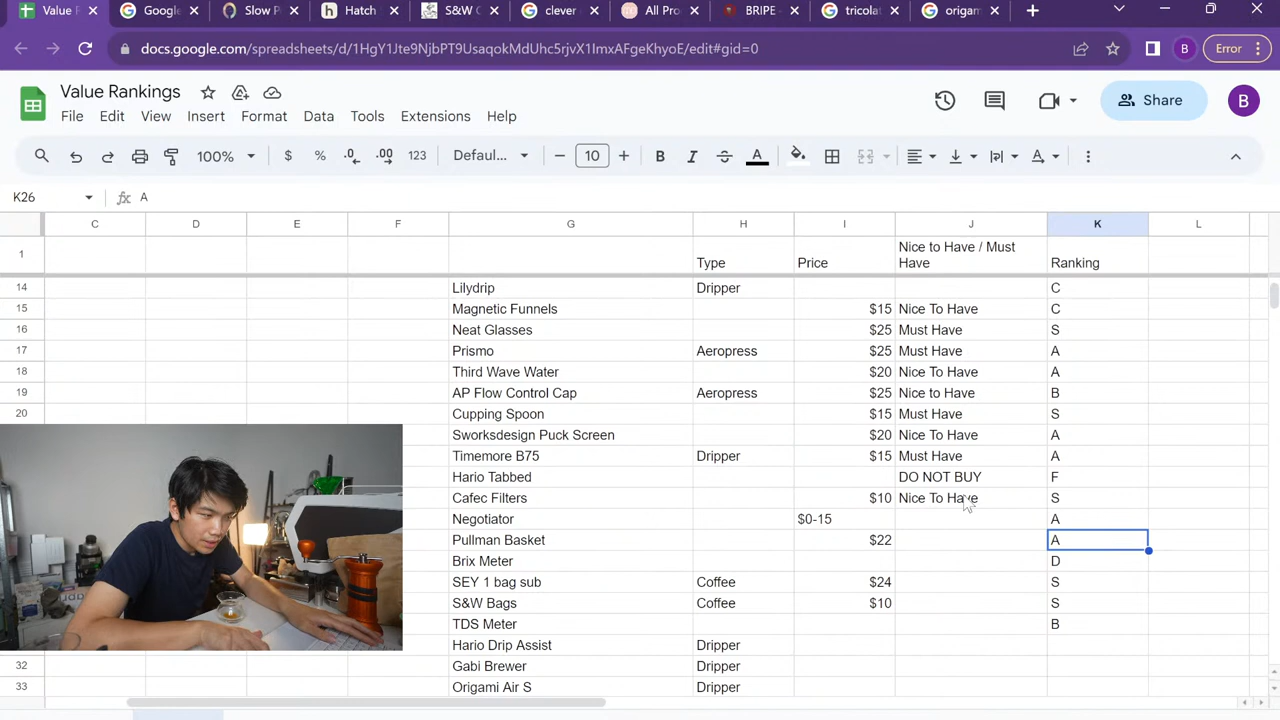 Value R
Google
Slow P
Hatch
S&W C
clever
All Pro
BRIPE -
tricolat
origam
docs.google.com/spreadsheets/d/1HgY1Jte9NjbPT9UsaqokMdUhc5rjvX1ImxAFgeKhyoE/edit#gid=0
B
Error
Value Rankings
Share
B
File Edit View Insert Format Data Tools Extensions Help
100% $ % .0 .00 123 Defaul... 10 B I A A
K26 fx A
C D E F G H I J K L
1 Type Price Nice to Have / Must
Have Ranking
14 Lilydrip Dripper C
15 Magnetic Funnels $15 Nice To Have C
16 Neat Glasses $25 Must Have S
17 Prismo Aeropress $25 Must Have A
18 Third Wave Water $20 Nice To Have A
19 AP Flow Control Cap Aeropress $25 Nice to Have B
20 Cupping Spoon $15 Must Have S
Sworksdesign Puck Screen $20 Nice To Have A
Timemore B75 Dripper $15 Must Have A
Hario Tabbed DO NOT BUY F
Cafec Filters $10 Nice To Have S
Negotiator $0-15 A
Pullman Basket $22 A
Brix Meter D
SEY 1 bag sub Coffee $24 S
S&W Bags Coffee $10 S
TDS Meter B
Hario Drip Assist Dripper
32 Gabi Brewer Dripper
33 Origami Air S Dripper